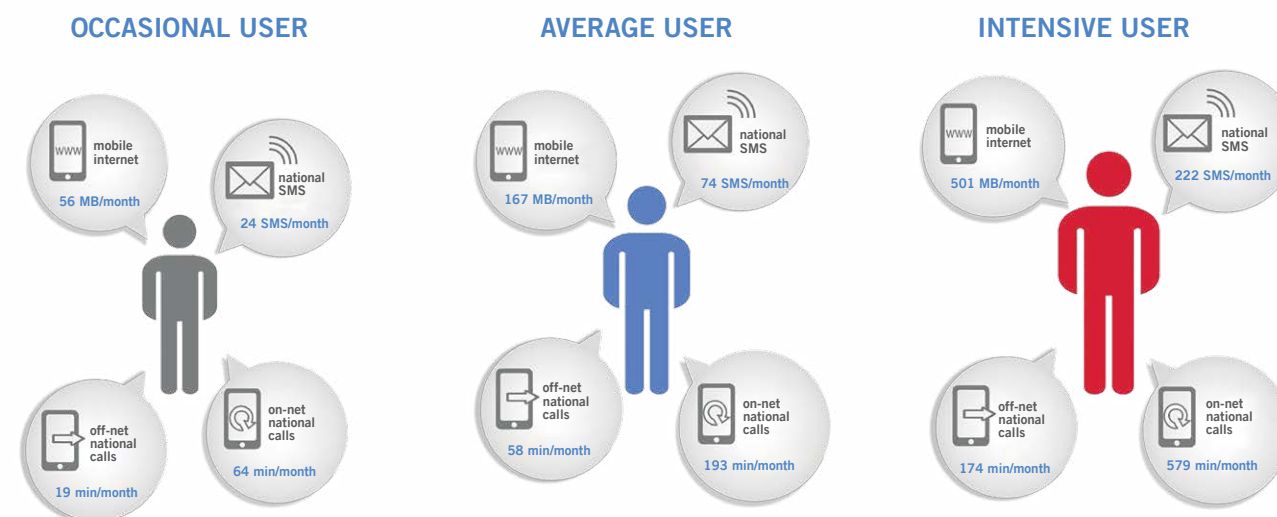 OCCASIONAL USER
www
mobile
internet
56 MB/month
national
SMS
24 SMS/month
off-net
national
calls
19 min/month
on-net
national
calls
64 min/month
AVERAGE USER
www
mobile
internet
167 MB/month
national
SMS
74 SMS/month
off-net
national
calls
58 min/month
on-net
national
calls
193 min/month
INTENSIVE USER
www
mobile
internet
501 MB/month
national
SMS
222 SMS/month
off-net
national
calls
174 min/month
on-net
national
calls
579 min/month